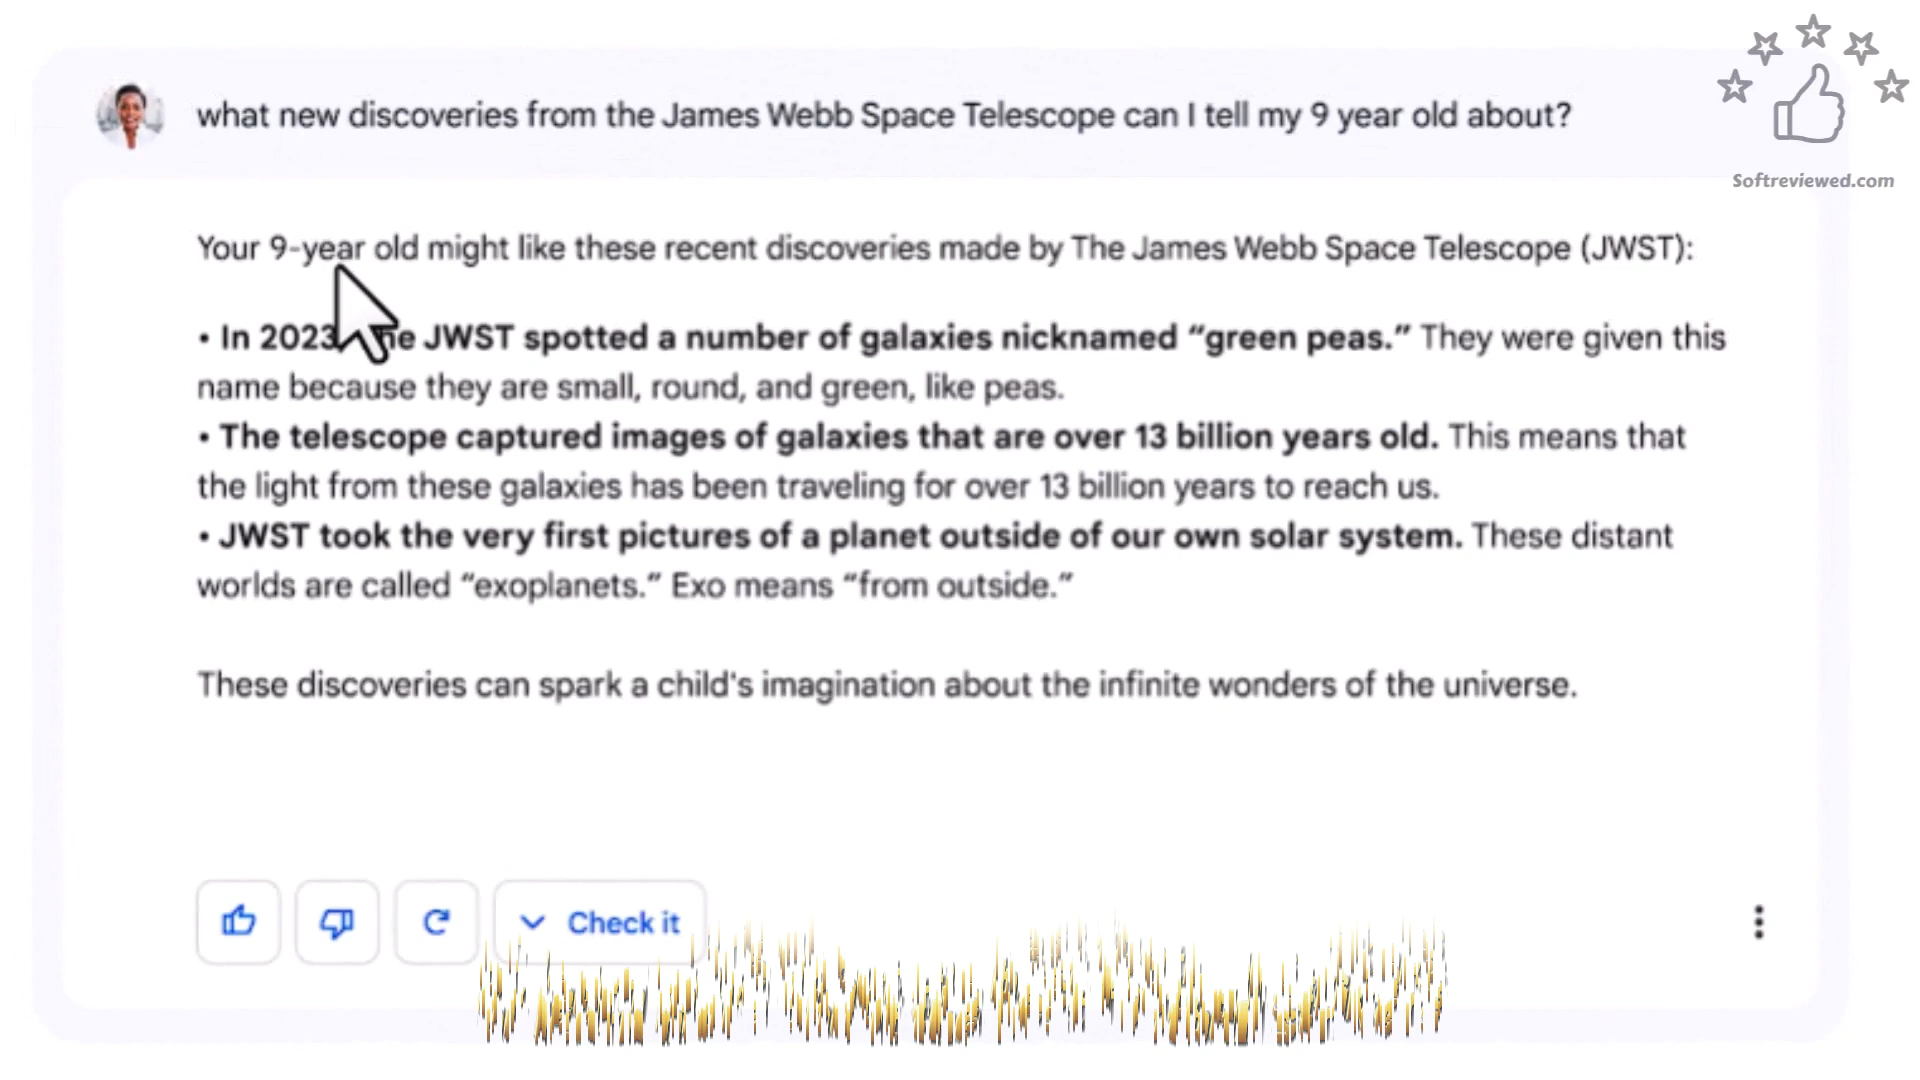 what new discoveries from the James Webb Space Telescope can I tell my 9 year old about?
Softreviewed.com
Your 9-year old might like these recent discoveries made by The James Webb Space Telescope (JWST):
• In 2023 JWST spotted a number of galaxies nicknamed “green peas.” They were given this
name because they are small, round, and green, like peas.
• The telescope captured images of galaxies that are over 13 billion years old. This means that
the light from these galaxies has been traveling for over 13 billion years to reach us.
• JWST took the very first pictures of a planet outside of our own solar system. These distant
worlds are called “exoplanets.” Exo means “from outside.”
These discoveries can spark a child's imagination about the infinite wonders of the universe.
Check it